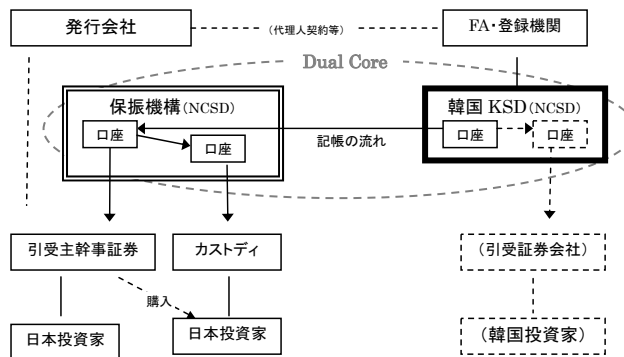 発行会社
(代理人契約等)
FA・登録機関
Dual Core
保振機構(NCSD)
韓国 KSD(NCSD)
口座
口座
記帳の流れ
口座
口座
引受主幹事証券
カストディ
(引受証券会社)
購入
日本投資家
日本投資家
(韓国投資家)